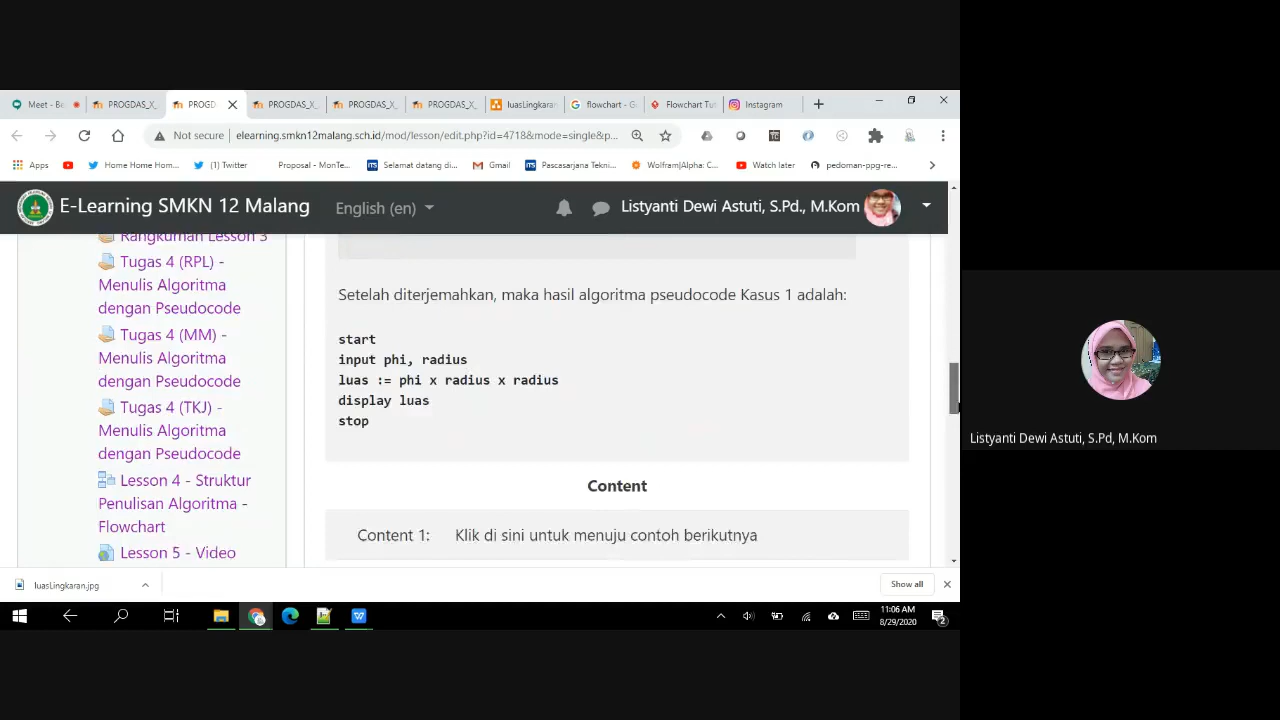 Meet - Be
PROGDAS_X_
PROGD
PROGDAS_X_
PROGDAS_X_
PROGDAS_X_
luasLingkaran
flowchart - G
Flowchart Tut
Instagram
Not secure
elearning.smkn12malang.sch.id/mod/lesson/edit.php?id=4718&mode=single&p...
Apps
Home Home Hom...
(1) Twitter
Proposal - MonTe...
Selamat datang di...
Gmail
Pascasarjana Tekni...
Wolfram|Alpha: C...
Watch later
pedoman-ppg-re...
E-Learning SMKN 12 Malang
English (en)
Listyanti Dewi Astuti, S.Pd., M.Kom
Rangkuman Lesson 3
Tugas 4 (RPL) -
Menulis Algoritma
dengan Pseudocode
Tugas 4 (MM) -
Menulis Algoritma
dengan Pseudocode
Tugas 4 (TKJ) -
Menulis Algoritma
dengan Pseudocode
Lesson 4 - Struktur
Penulisan Algoritma -
Flowchart
Lesson 5 - Video
Setelah diterjemahkan, maka hasil algoritma pseudocode Kasus 1 adalah:
start
input phi, radius
luas := phi x radius x radius
display luas
stop
Content
Content 1: Klik di sini untuk menuju contoh berikutnya
luasLingkaran.jpg
Show all
11:06 AM
8/29/2020
2
Listyanti Dewi Astuti, S.Pd, M.Kom